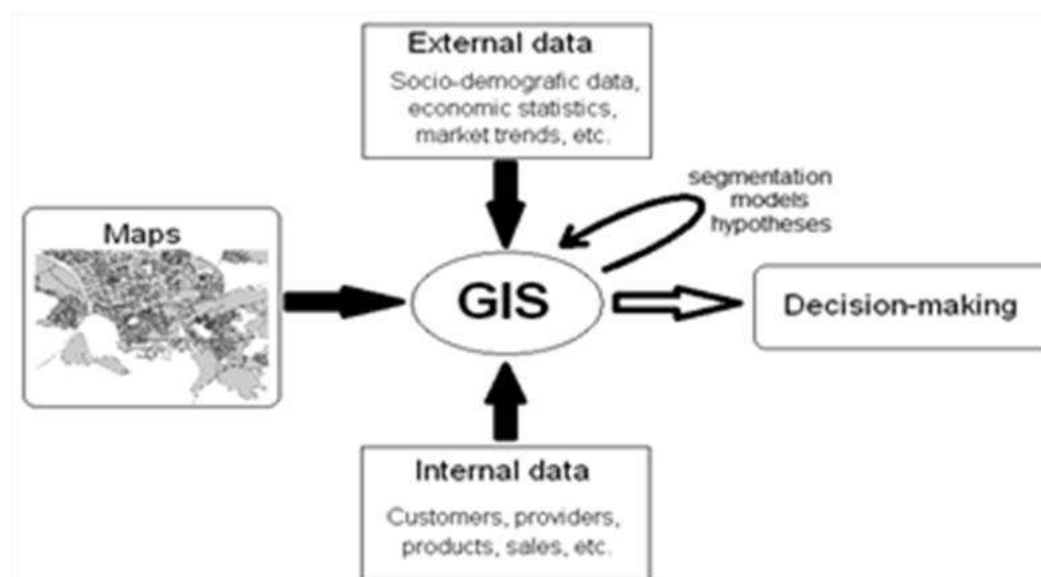 External data
Socio-demografic data,
economic statistics,
market trends, etc.
segmentation
models
hypotheses
Maps
GIS
Decision-making
Internal data
Customers, providers,
products, sales, etc.